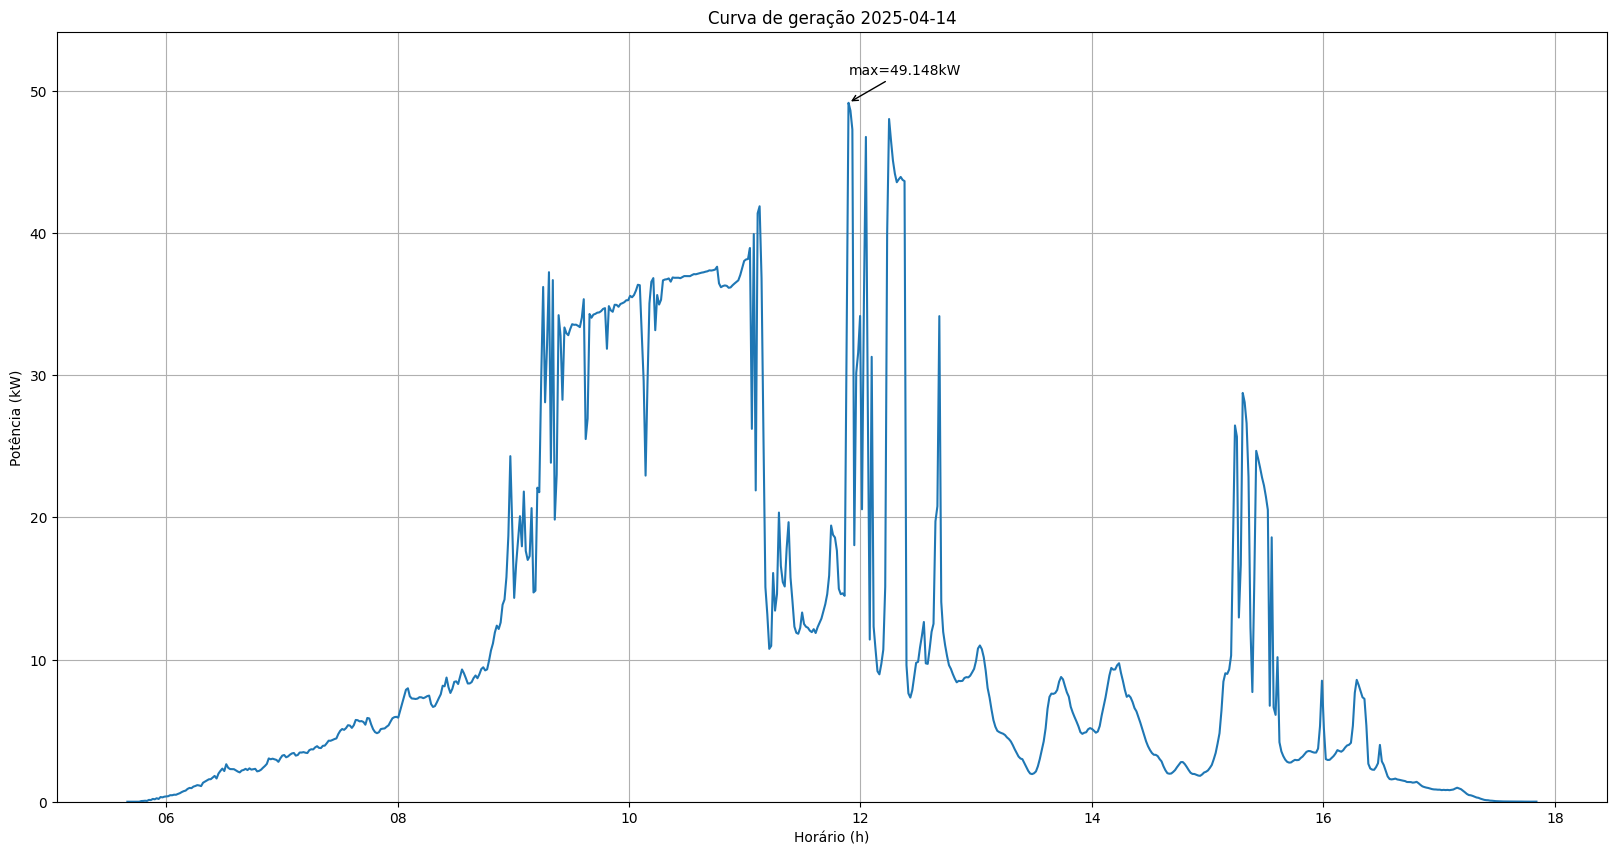 Curva de geração 2025-04-14
max=49.148kW
50
40
30
20
10
0
Potência (kW)
06 08 10 12 14 16 18
Horário (h)